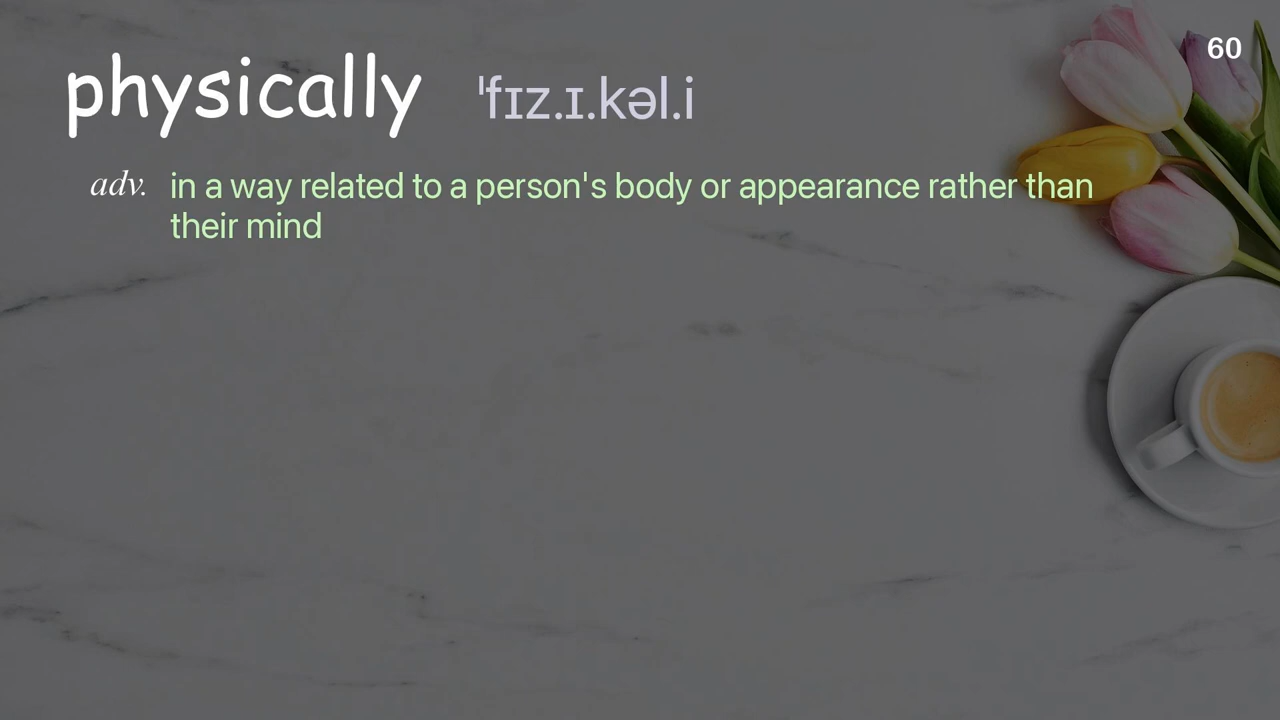 60
physically ˈfɪz.ɪ.kəl.i
adv. in a way related to a person's body or appearance rather than
their mind